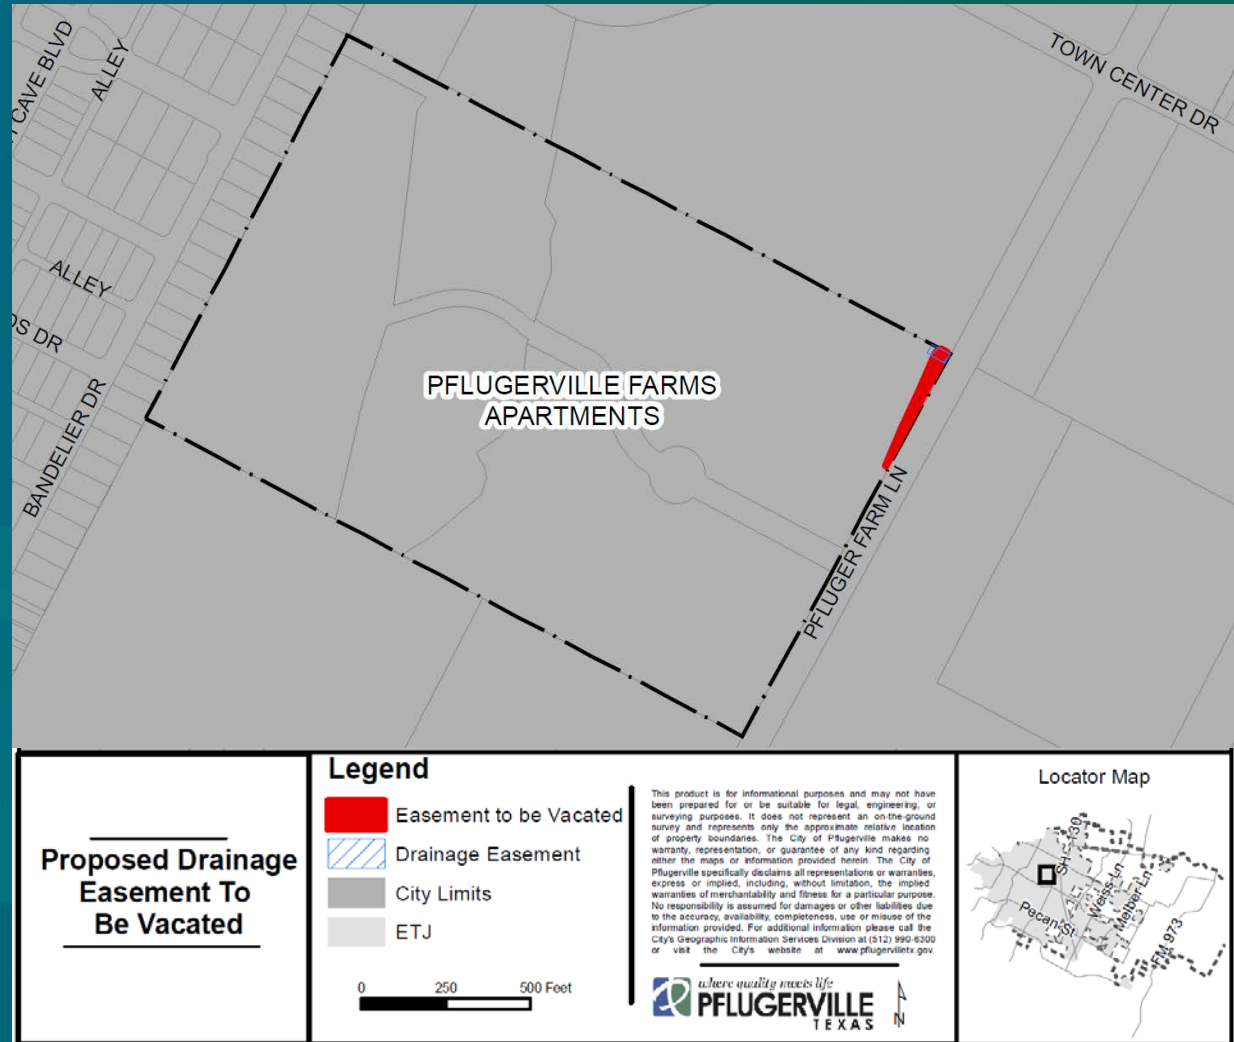 TOWN CENTER DR
CAVE BLVD
ALLEY
ALLEY
DS DR
BANDELIER DR
PFLUGERVILLE FARMS
APARTMENTS
PFLUGER FARM LN
Proposed Drainage
Easement To
Be Vacated
Legend
Easement to be Vacated
Drainage Easement
City Limits
ETJ
0 250 500 Feet
This product is for informational purposes and may not have
been prepared for or be suitable for legal, engineering, or
surveying purposes. It does not represent an on-the-ground
survey and represents only the approximate relative location
of property boundaries. The City of Pflugerville makes no
warranty, representation, or guarantee of any kind regarding
either the maps or information provided herein. The City of
Pflugerville specifically disclaims all representations or warranties,
express or implied, including, without limitation, the implied
warranties of merchantability and fitness for a particular purpose.
No responsibility is assumed for damages or other liabilities due
to the accuracy, availability, completeness, use or misuse of the
information provided. For additional information please call the
City's Geographic Information Services Division at (512) 990-6300
or visit the City's website at www.pflugervilletx.gov.
where quality meets life
PFLUGERVILLE
TEXAS
N
Locator Map
SH - 130
Weiss Ln
Melber Ln
Pecan St
FM 973